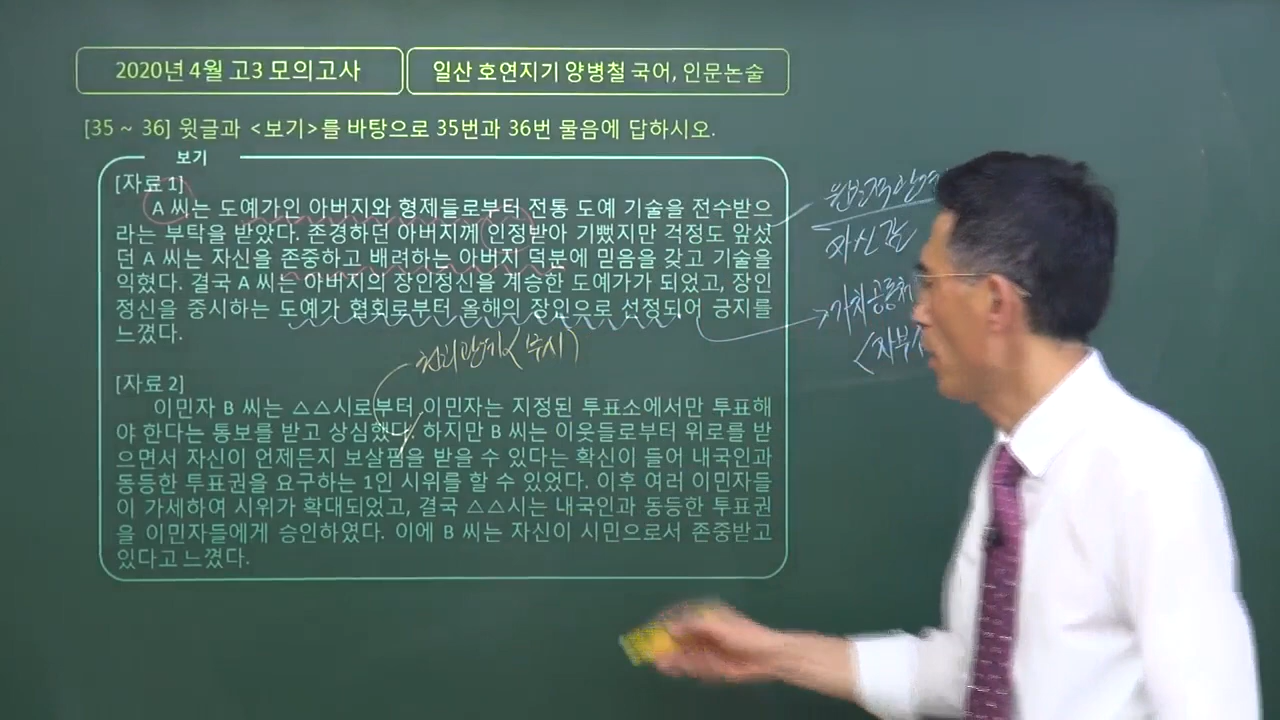 2020년 4월 고3 모의고사
일산 호연지기 양병철 국어, 인문논술
[35 ~ 36] 윗글과 <보기>를 바탕으로 35번과 36번 물음에 답하시오.
보기
[자료 1]
A 씨는 도예가인 아버지와 형제들로부터 전통 도예 기술을 전수받으
라는 부탁을 받았다. 존경하던 아버지께 인정받아 기뻤지만 걱정도 앞섰
던 A 씨는 자신을 존중하고 배려하는 아버지 덕분에 믿음을 갖고 기술을
익혔다. 결국 A 씨는 아버지의 장인정신을 계승한 도예가가 되었고, 장인
정신을 중시하는 도예가 협회로부터 올해의 장인으로 선정되어 긍지를
느꼈다.
[자료 2]
이민자 B 씨는 △△시로부터 이민자는 지정된 투표소에서만 투표해
야 한다는 통보를 받고 상심했다. 하지만 B 씨는 이웃들로부터 위로를 받
으면서 자신이 언제든지 보살핌을 받을 수 있다는 확신이 들어 내국인과
동등한 투표권을 요구하는 1인 시위를 할 수 있었다. 이후 여러 이민자들
이 가세하여 시위가 확대되었고, 결국 △△시는 내국인과 동등한 투표권
을 이민자들에게 승인하였다. 이에 B 씨는 자신이 시민으로서 존중받고
있다고 느꼈다.
자신감
가치공동체
권리관계(무시)